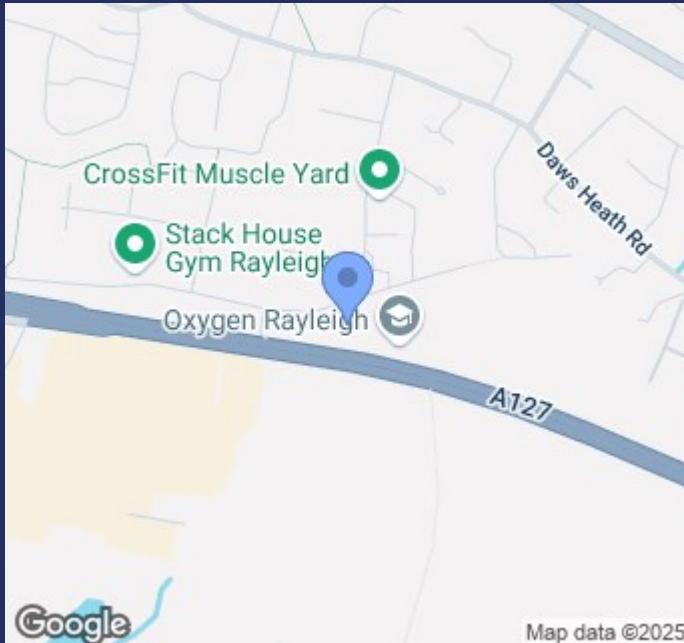 CrossFit Muscle Yard
Daws Heath Rd
Stack House
Gym Rayleigh
Oxygen Rayleigh
A127
Google
Map data ©2025